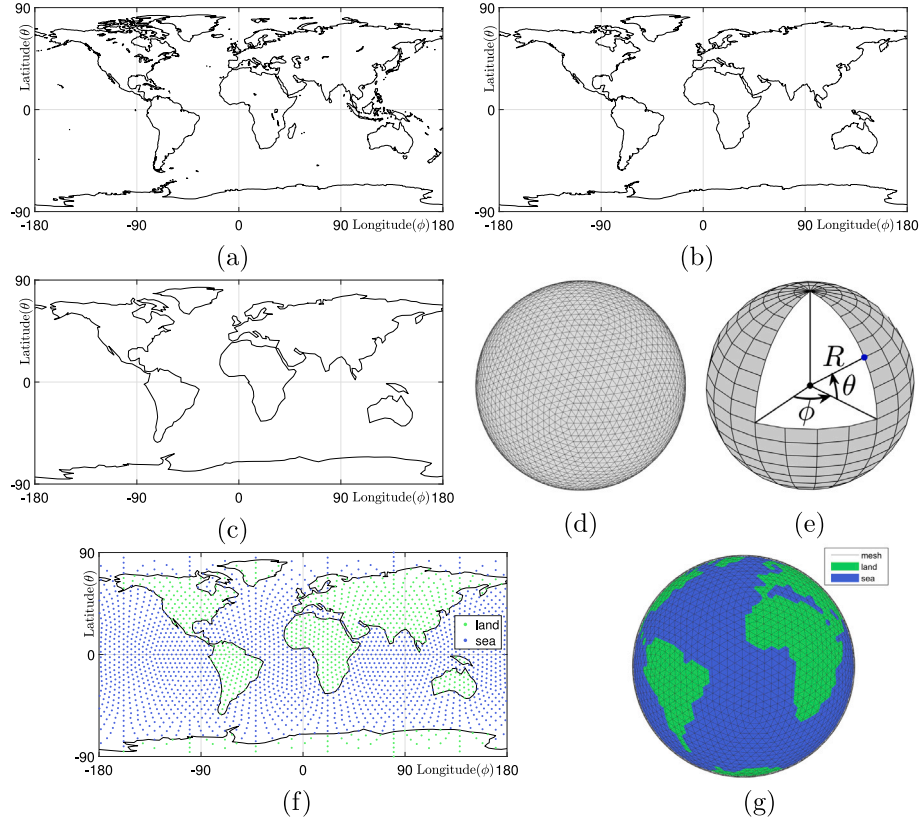 90
Latitude(θ)
0
-90
-180
-90
0
90
Longitude(ϕ)
180
(a)
90
Latitude(θ)
0
-90
-180
-90
0
90
Longitude(ϕ)
180
(b)
90
Latitude(θ)
0
-90
-180
-90
0
90
Longitude(ϕ)
180
(c)
(d)
R
θ
ϕ
(e)
90
Latitude(θ)
0
-90
-180
-90
0
90
Longitude(ϕ)
180
land
sea
(f)
mesh
land
sea
(g)